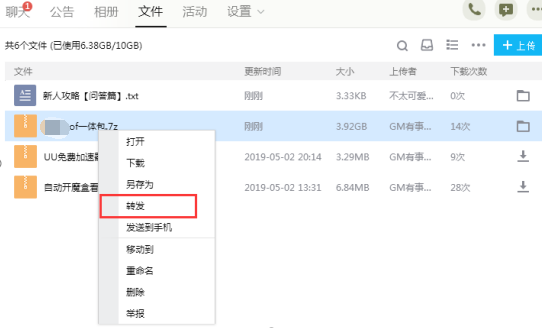 聊天 公告 相册 文件 活动 设置
共6个文件 (已使用6.38GB/10GB) + 上传
文件 更新时间 大小 上传者 下载次数
新人攻略【问答篇】.txt 刚刚 3.33KB 不太可爱... 0次
of一体包.7z 刚刚 3.92GB GM有事... 14次
UU免费加速 2019-05-02 20:14 3.29MB GM有事... 9次
自动开魔盒看 2019-05-02 13:31 6.84MB GM有事... 28次
打开
下载
另存为
转发
发送到手机
移动到
重命名
删除
举报